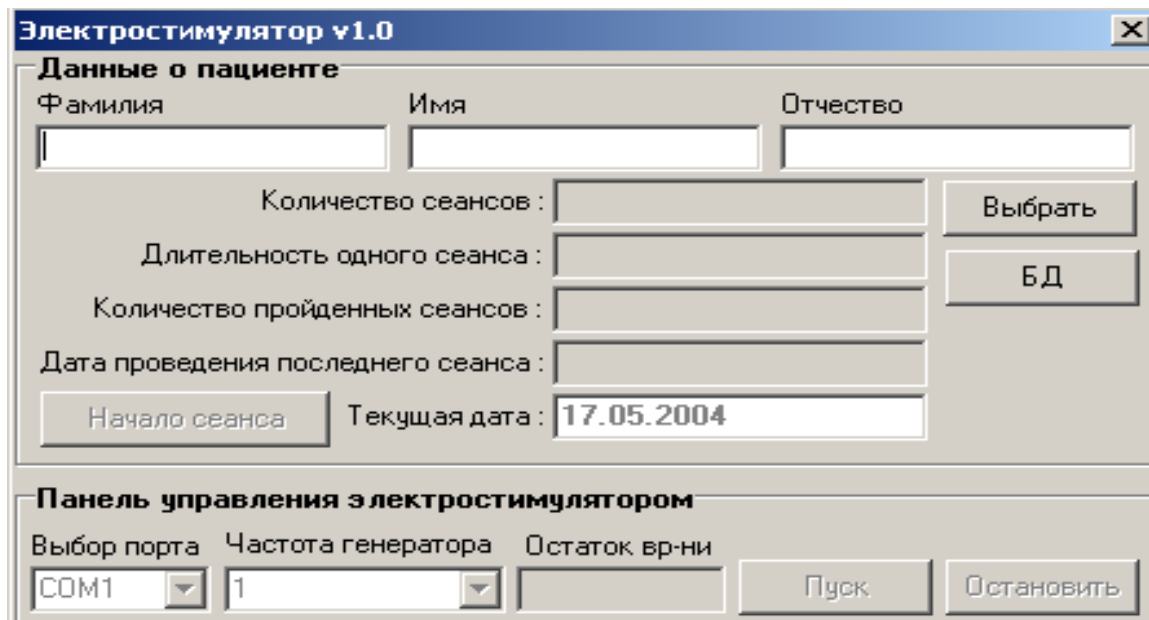 Электростимулятор v1.0
Данные о пациенте
Фамилия Имя Отчество
Количество сеансов :
Выбрать
Длительность одного сеанса :
БД
Количество пройденных сеансов :
Дата проведения последнего сеанса :
Начало сеанса Текущая дата : 17.05.2004
Панель управления электростимулятором
Выбор порта Частота генератора Остаток вр-ни
COM1 1 Пуск Остановить